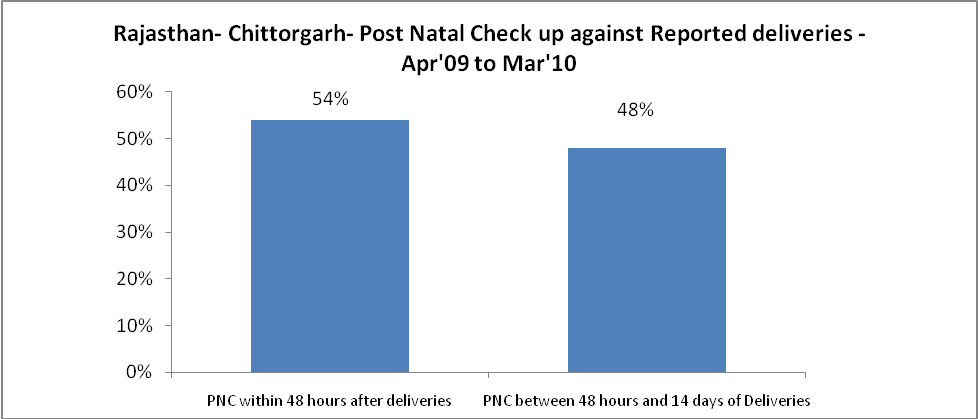 Rajasthan- Chittorgarh- Post Natal Check up against Reported deliveries -
Apr'09 to Mar'10
60%
50%
40%
30%
20%
10%
0%
54%
48%
PNC within 48 hours after deliveries
PNC between 48 hours and 14 days of Deliveries